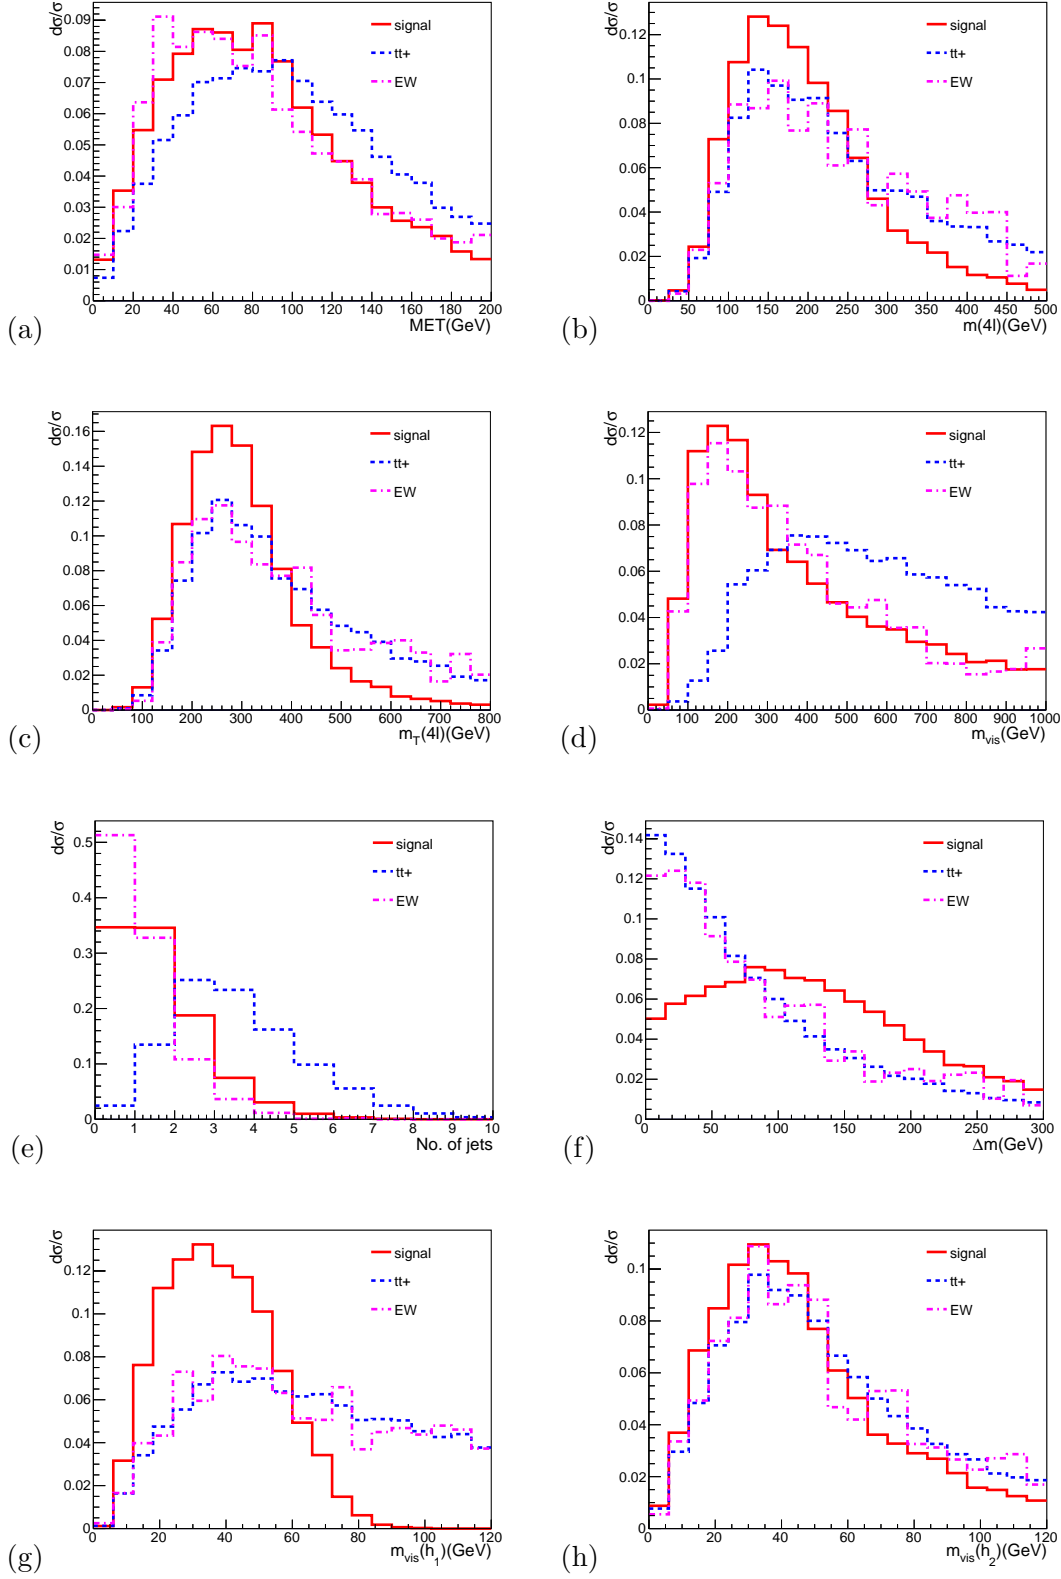 dσ/σ
0.09
0.08
0.07
0.06
0.05
0.04
0.03
0.02
0.01
0
signal
tt+
EW
0 20 40 60 80 100 120 140 160 180 200
MET(GeV)
(a)
dσ/σ
0.12
0.1
0.08
0.06
0.04
0.02
0
signal
tt+
EW
0 50 100 150 200 250 300 350 400 450 500
m(4l)(GeV)
(b)
dσ/σ
0.16
0.14
0.12
0.1
0.08
0.06
0.04
0.02
0
signal
tt+
EW
0 100 200 300 400 500 600 700 800
m_T(4l)(GeV)
(c)
dσ/σ
0.12
0.1
0.08
0.06
0.04
0.02
0
signal
tt+
EW
0 100 200 300 400 500 600 700 800 900 1000
m_vis(GeV)
(d)
dσ/σ
0.5
0.4
0.3
0.2
0.1
0
signal
tt+
EW
0 1 2 3 4 5 6 7 8 9 10
No. of jets
(e)
dσ/σ
0.14
0.12
0.1
0.08
0.06
0.04
0.02
0
signal
tt+
EW
0 50 100 150 200 250 300
Δm(GeV)
(f)
dσ/σ
0.12
0.1
0.08
0.06
0.04
0.02
0
signal
tt+
EW
0 20 40 60 80 100 120
m_vis(h_1)(GeV)
(g)
dσ/σ
0.1
0.08
0.06
0.04
0.02
0
signal
tt+
EW
0 20 40 60 80 100 120
m_vis(h_2)(GeV)
(h)